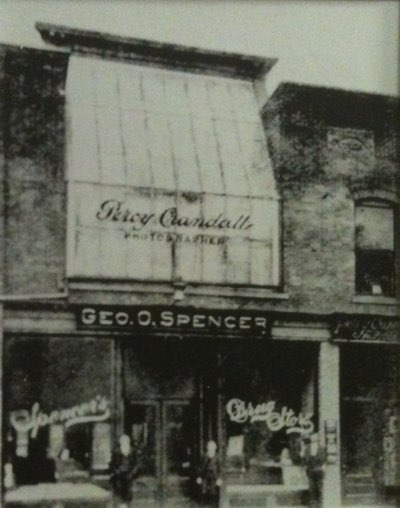 Percy Crandall
PHOTOGRAPHER
GEO. O. SPENCER
Spencer's
Drug Store